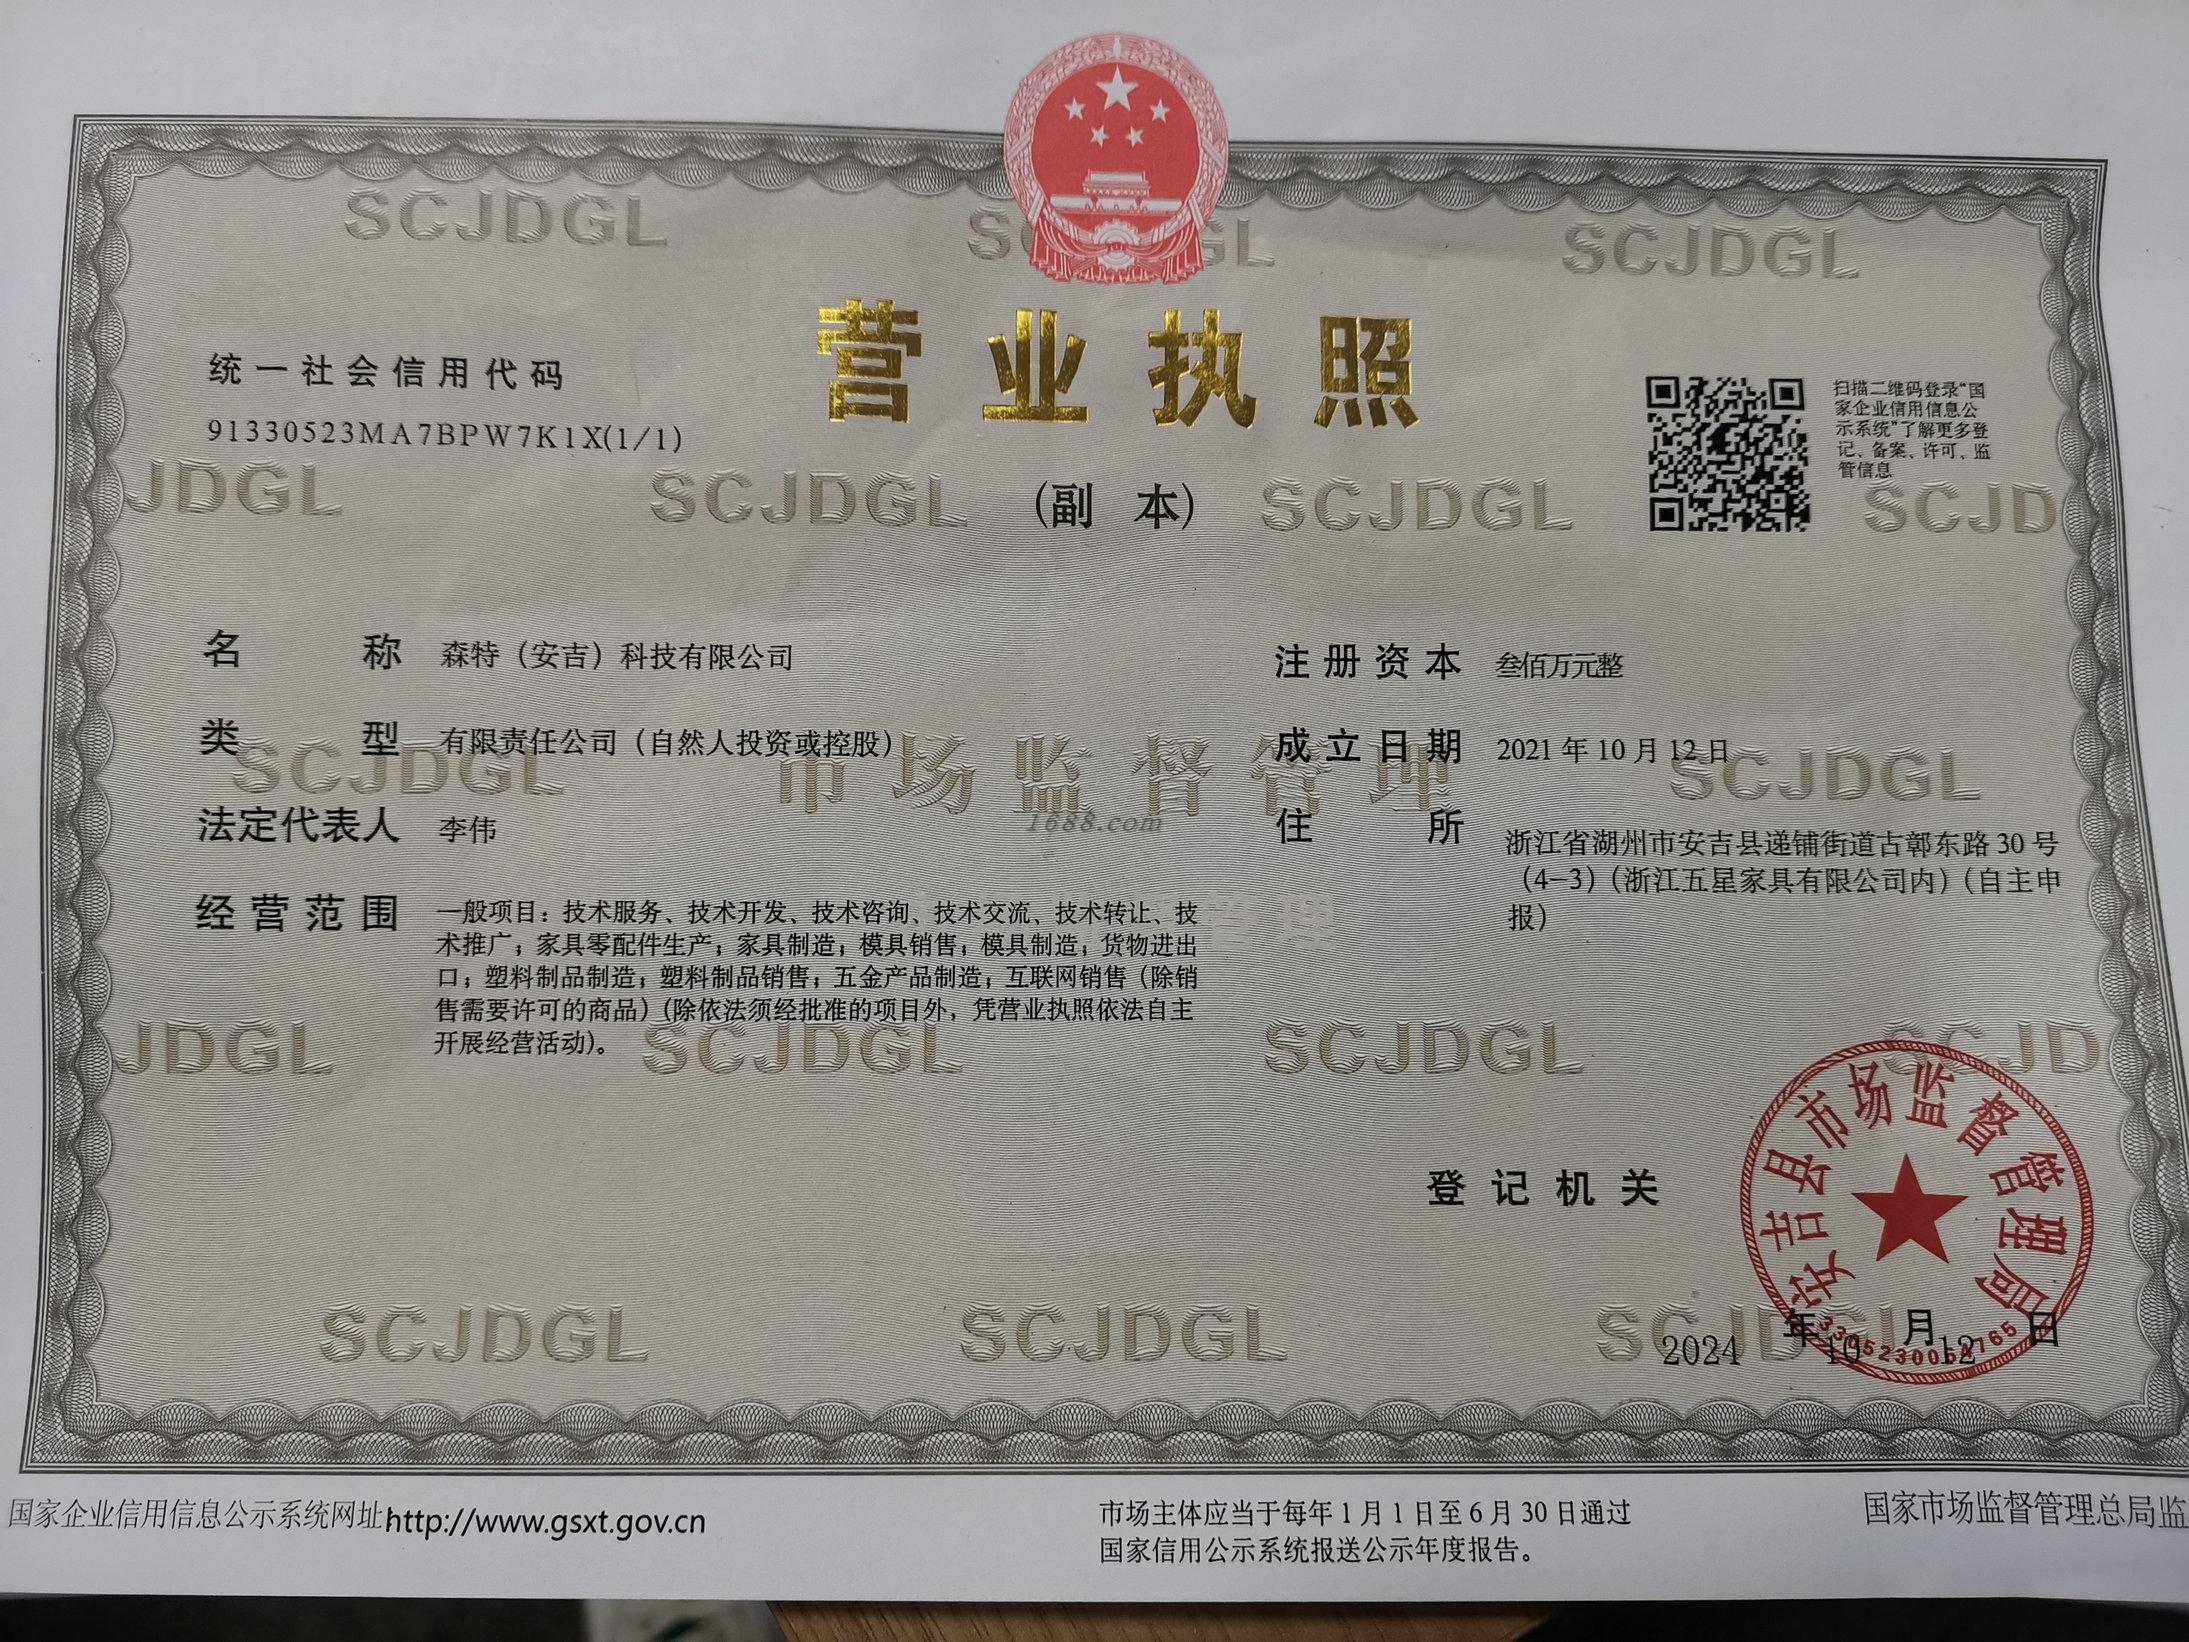 SCJDGL
SCJDGL
营业执照
统一社会信用代码
91330523MA7BPW7K1X(1/1)
扫描二维码登录“国
家企业信用信息公
示系统”了解更多登
记、备案、许可、监
管信息
JDGL
SCJDGL
(副 本)
SCJDGL
SCJD
名 称 森特（安吉）科技有限公司
注册资本 叁佰万元整
类 型 有限责任公司（自然人投资或控股）
成立日期 2021 年 10 月 12 日
SCJDGL
市场监督管理
SCJDGL
1688.com
法定代表人 李伟
住 所 浙江省湖州市安吉县递铺街道古鄣东路 30 号
（4-3）（浙江五星家具有限公司内）（自主申
报）
经营范围 一般项目：技术服务、技术开发、技术咨询、技术交流、技术转让、技
术推广；家具零配件生产；家具制造；模具销售；模具制造；货物进出
口；塑料制品制造；塑料制品销售；五金产品制造；互联网销售（除销
售需要许可的商品）（除依法须经批准的项目外，凭营业执照依法自主
开展经营活动）。
JDGL
SCJDGL
SCJDGL
SCJD
登记机关
安吉县市场监督管理局
2024 年 10 月 12 日
SCJDGL
SCJDGL
国家企业信用信息公示系统网址http://www.gsxt.gov.cn
市场主体应当于每年 1 月 1 日至 6 月 30 日通过
国家信用公示系统报送公示年度报告。
国家市场监督管理总局监